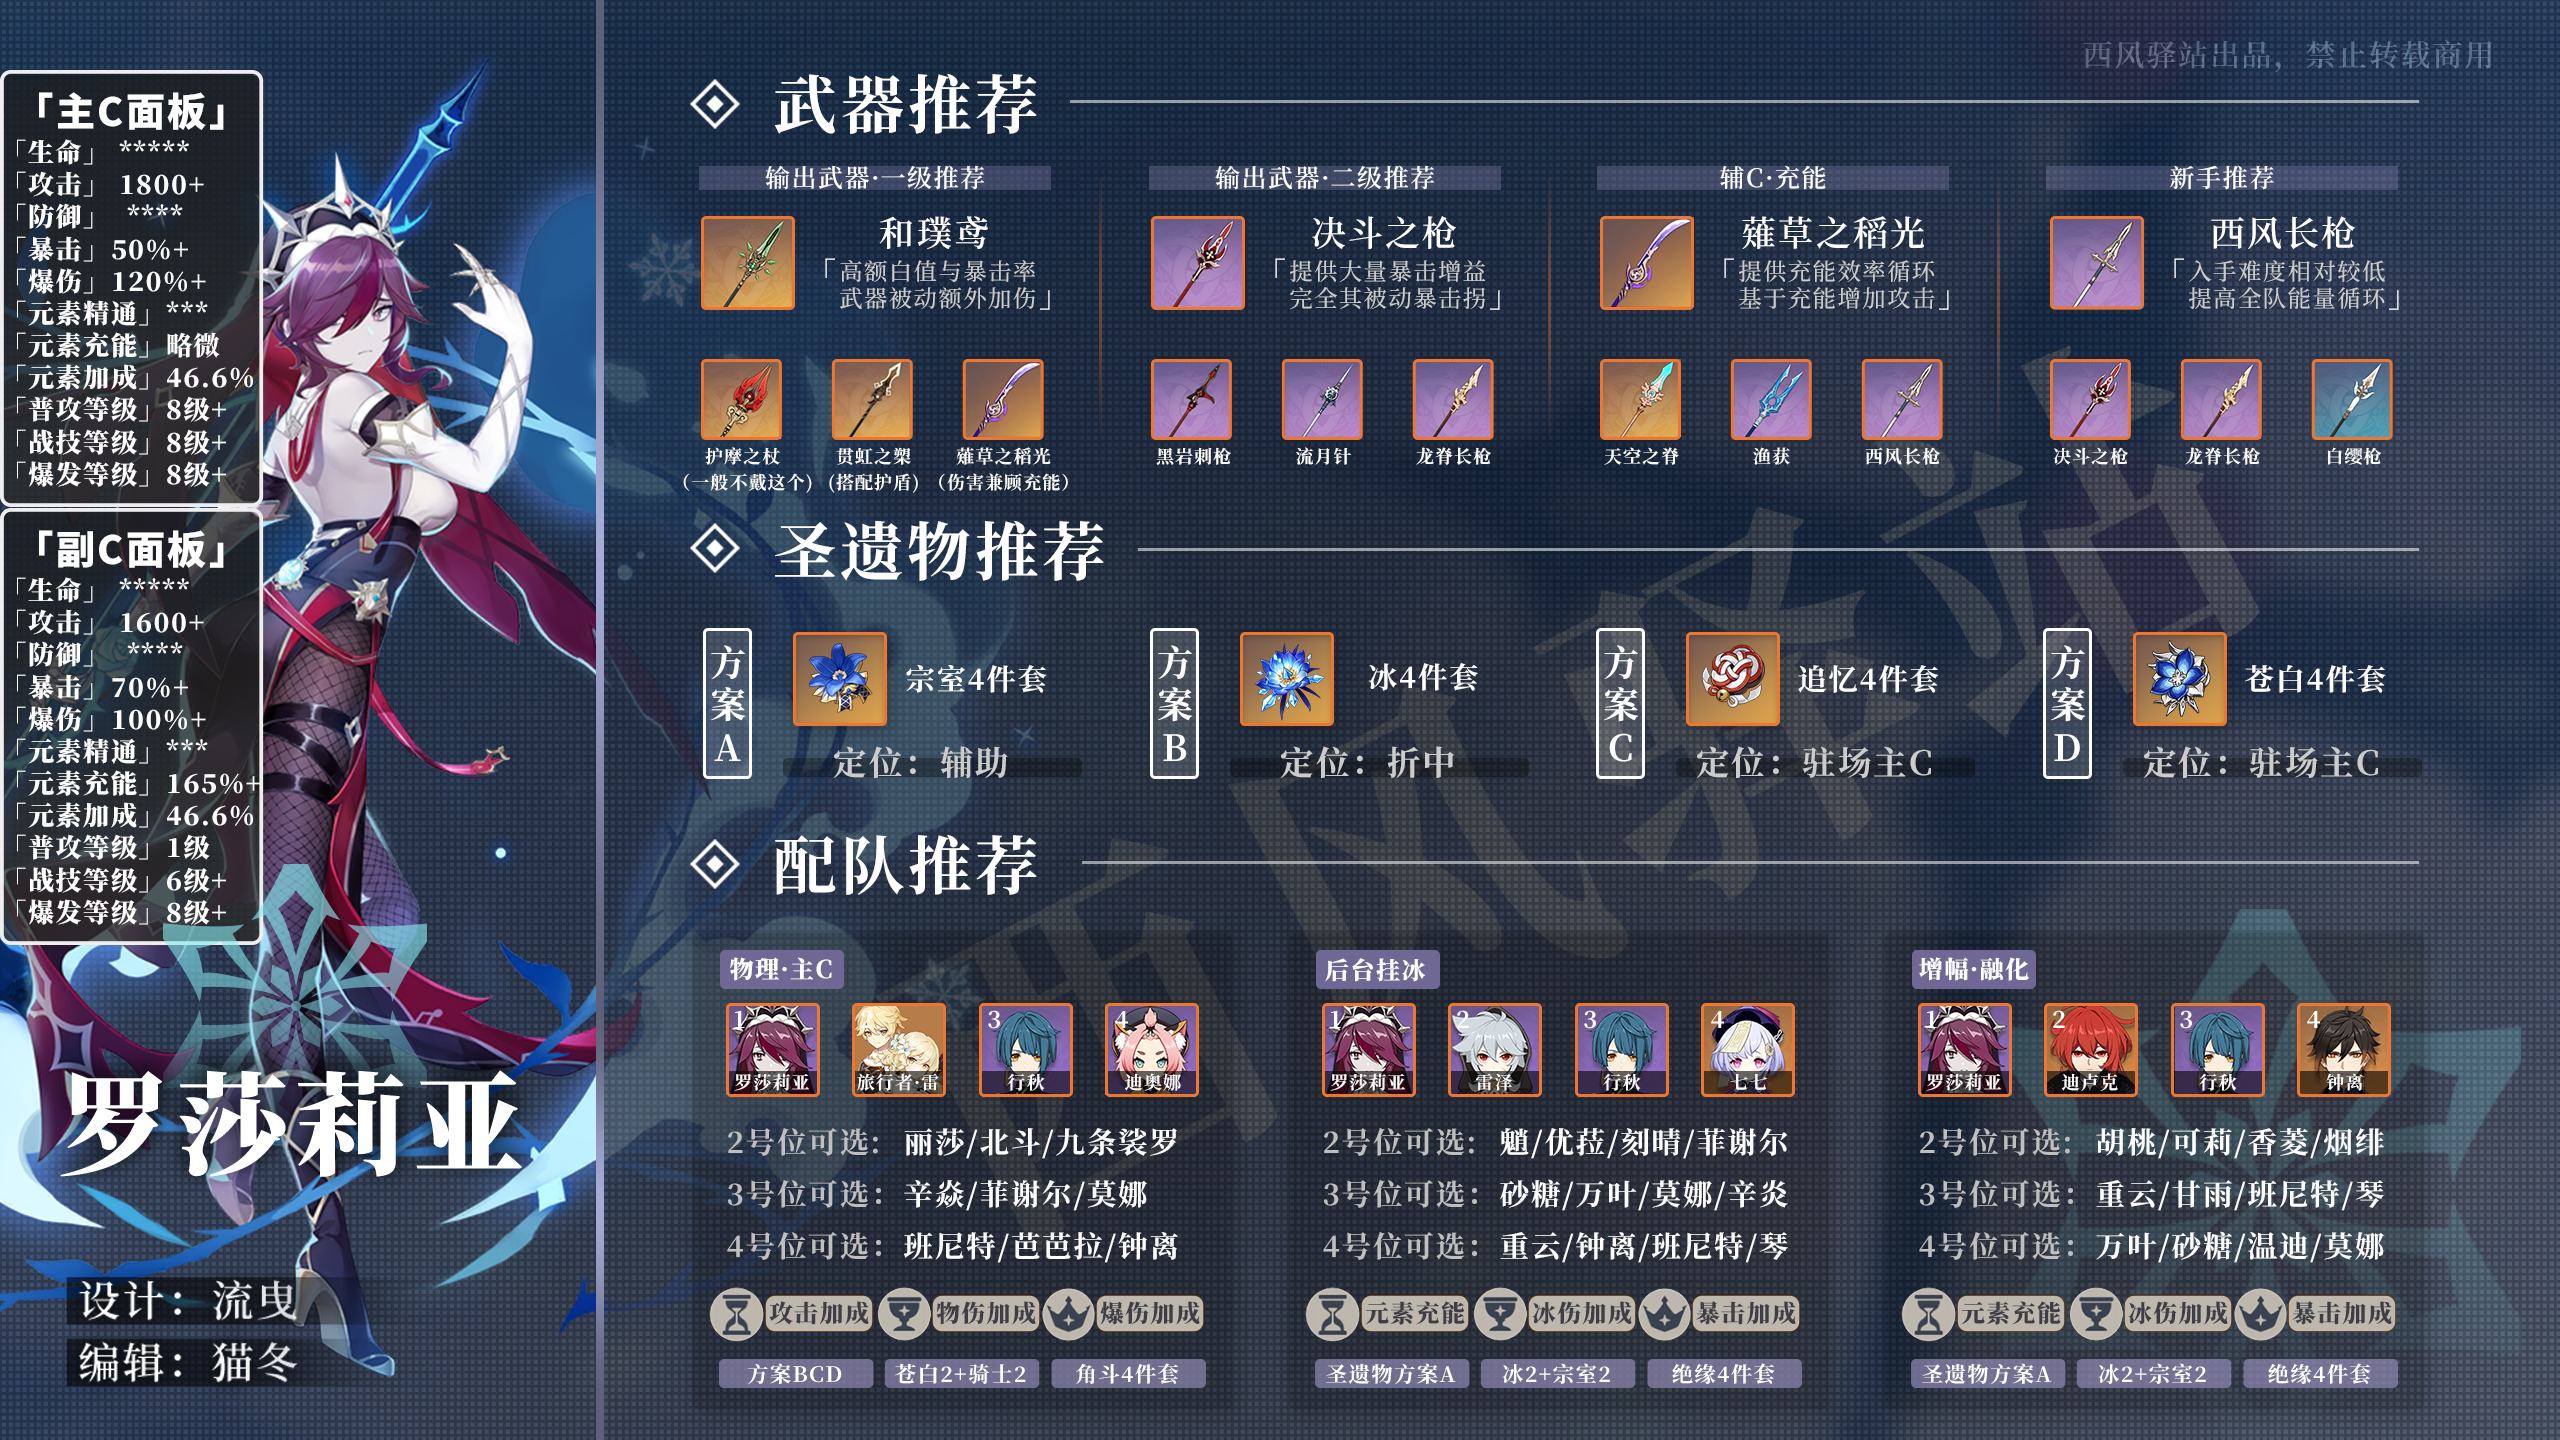 西风驿站出品，禁止转载商用
「主C面板」
「生命」 *****
「攻击」 1800+
「防御」 ****
「暴击」50%+
「爆伤」120%+
「元素精通」***
「元素充能」略微
「元素加成」46.6%
「普攻等级」8级+
「战技等级」8级+
「爆发等级」8级+
「副C面板」
「生命」 *****
「攻击」 1600+
「防御」 ****
「暴击」70%+
「爆伤」100%+
「元素精通」***
「元素充能」165%+
「元素加成」46.6%
「普攻等级」1级
「战技等级」6级+
「爆发等级」8级+
罗莎莉亚
设计：流曳
编辑：猫冬
武器推荐
输出武器·一级推荐
和璞鸢
「高额白值与暴击率
武器被动额外加伤」
护摩之杖 贯虹之槊 薙草之稻光
（一般不戴这个）（搭配护盾）（伤害兼顾充能）
输出武器·二级推荐
决斗之枪
「提供大量暴击增益
完全其被动暴击拐」
黑岩刺枪 流月针 龙脊长枪
辅C·充能
薙草之稻光
「提供充能效率循环
基于充能增加攻击」
天空之脊 渔获 西风长枪
新手推荐
西风长枪
「入手难度相对较低
提高全队能量循环」
决斗之枪 龙脊长枪 白缨枪
圣遗物推荐
方案A
宗室4件套
定位：辅助
方案B
冰4件套
定位：折中
方案C
追忆4件套
定位：驻场主C
方案D
苍白4件套
定位：驻场主C
西风驿站
配队推荐
物理·主C
1 3 4
罗莎莉亚 旅行者·雷 行秋 迪奥娜
2号位可选：丽莎/北斗/九条裟罗
3号位可选：辛焱/菲谢尔/莫娜
4号位可选：班尼特/芭芭拉/钟离
攻击加成 物伤加成 爆伤加成
方案BCD 苍白2+骑士2 角斗4件套
后台挂冰
1 2 3 4
罗莎莉亚 雷泽 行秋 七七
2号位可选：魈/优菈/刻晴/菲谢尔
3号位可选：砂糖/万叶/莫娜/辛炎
4号位可选：重云/钟离/班尼特/琴
元素充能 冰伤加成 暴击加成
圣遗物方案A 冰2+宗室2 绝缘4件套
增幅·融化
1 2 3 4
罗莎莉亚 迪卢克 行秋 钟离
2号位可选：胡桃/可莉/香菱/烟绯
3号位可选：重云/甘雨/班尼特/琴
4号位可选：万叶/砂糖/温迪/莫娜
元素充能 冰伤加成 暴击加成
圣遗物方案A 冰2+宗室2 绝缘4件套